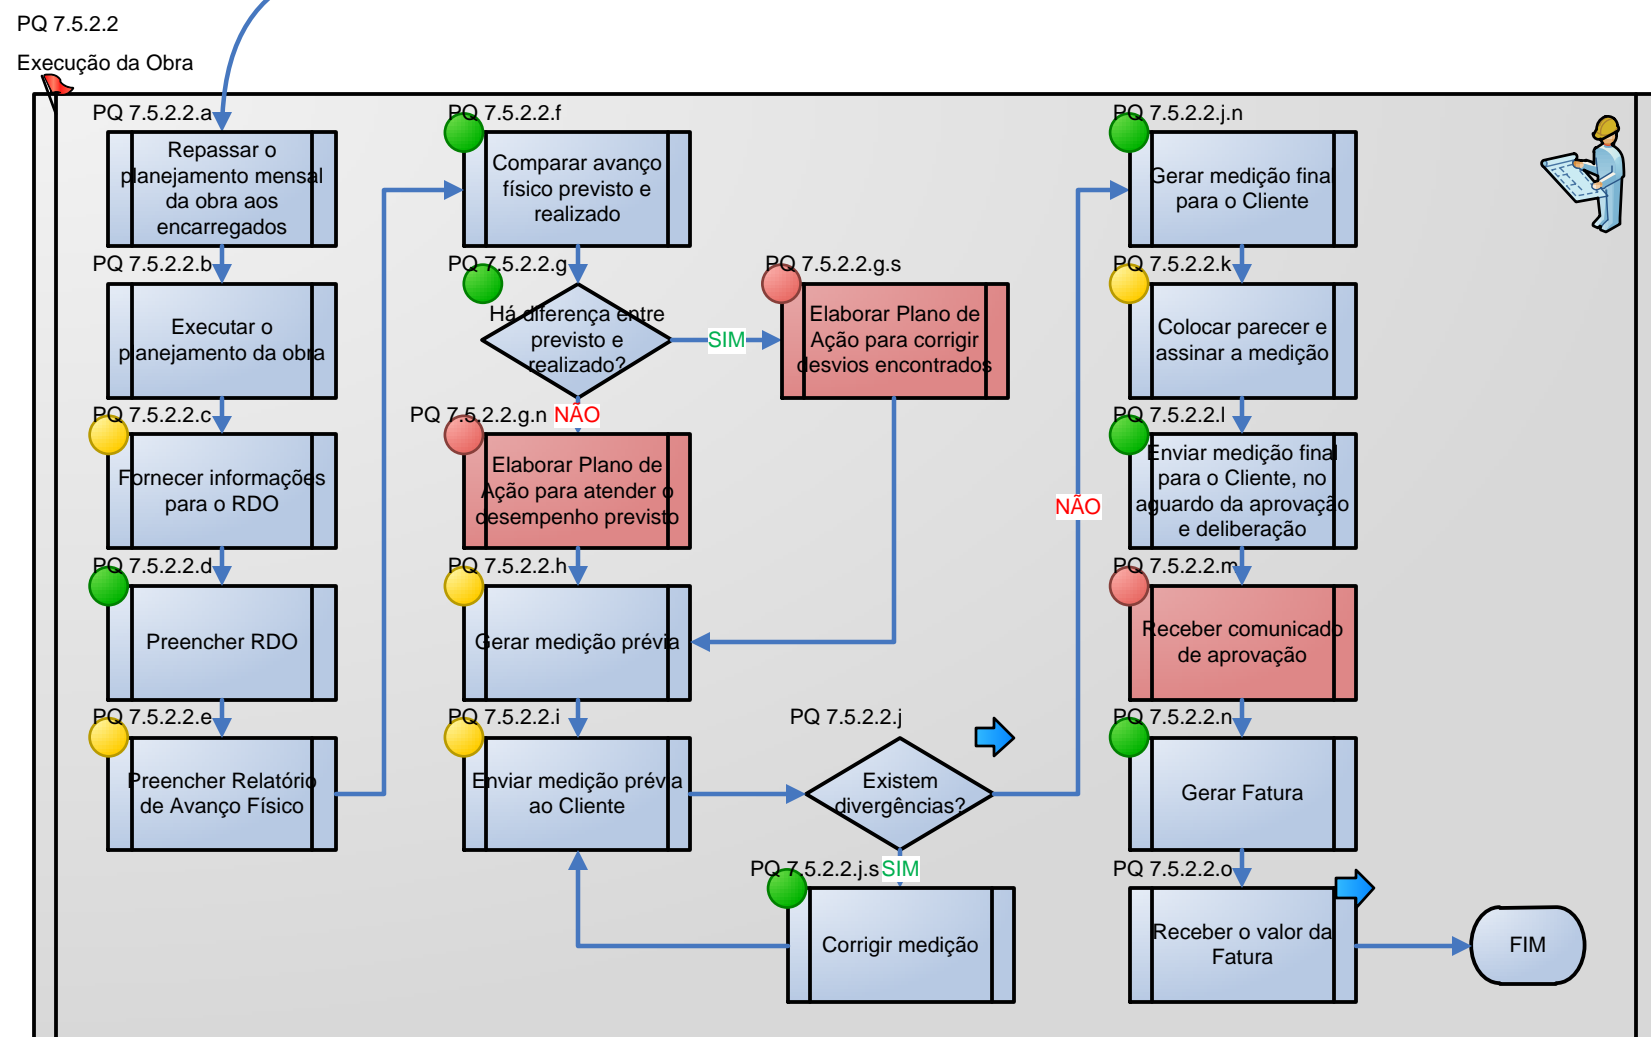 PQ 7.5.2.2
Execução da Obra
PQ 7.5.2.2.a
Repassar o
planejamento mensal
da obra aos
encarregados
PQ 7.5.2.2.b
Executar o
planejamento da obra
PQ 7.5.2.2.c
Fornecer informações
para o RDO
PQ 7.5.2.2.d
Preencher RDO
PQ 7.5.2.2.e
Preencher Relatório
de Avanço Físico
PQ 7.5.2.2.f
Comparar avanço
físico previsto e
realizado
PQ 7.5.2.2.g
Há diferença entre
previsto e
realizado?
SIM
PQ 7.5.2.2.g.s
Elaborar Plano de
Ação para corrigir
desvios encontrados
PQ 7.5.2.2.g.n
NÃO
Elaborar Plano de
Ação para atender o
desempenho previsto
PQ 7.5.2.2.h
Gerar medição prévia
PQ 7.5.2.2.i
Enviar medição prévia
ao Cliente
PQ 7.5.2.2.j
Existem
divergências?
NÃO
PQ 7.5.2.2.j.s
SIM
Corrigir medição
PQ 7.5.2.2.j.n
Gerar medição final
para o Cliente
PQ 7.5.2.2.k
Colocar parecer e
assinar a medição
PQ 7.5.2.2.l
Enviar medição final
para o Cliente, no
aguardo da aprovação
e deliberação
PQ 7.5.2.2.m
Receber comunicado
de aprovação
PQ 7.5.2.2.n
Gerar Fatura
PQ 7.5.2.2.o
Receber o valor da
Fatura
FIM